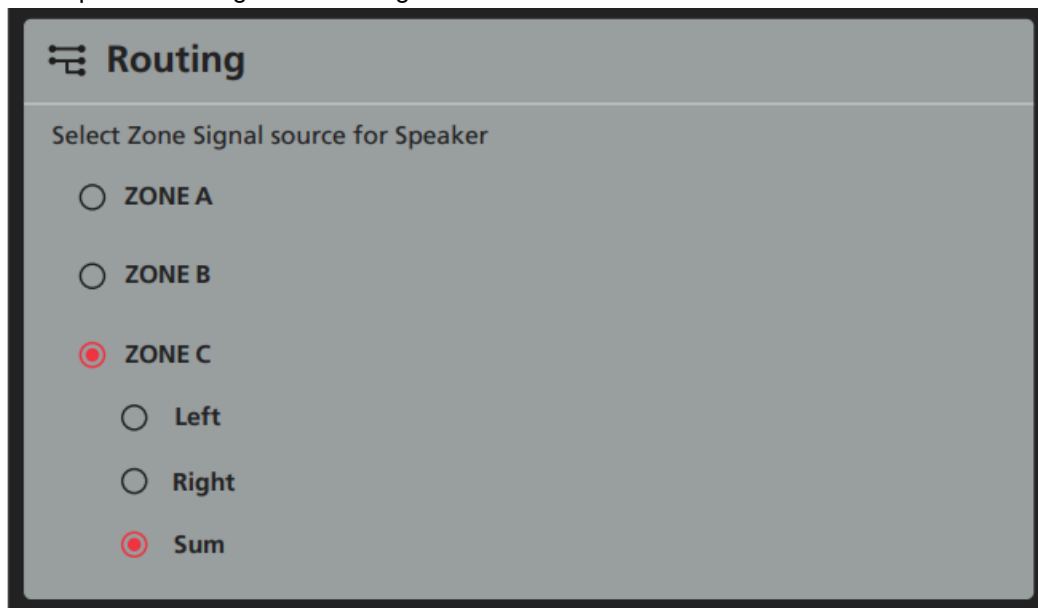 Routing
Select Zone Signal source for Speaker
ZONE A
ZONE B
ZONE C
Left
Right
Sum